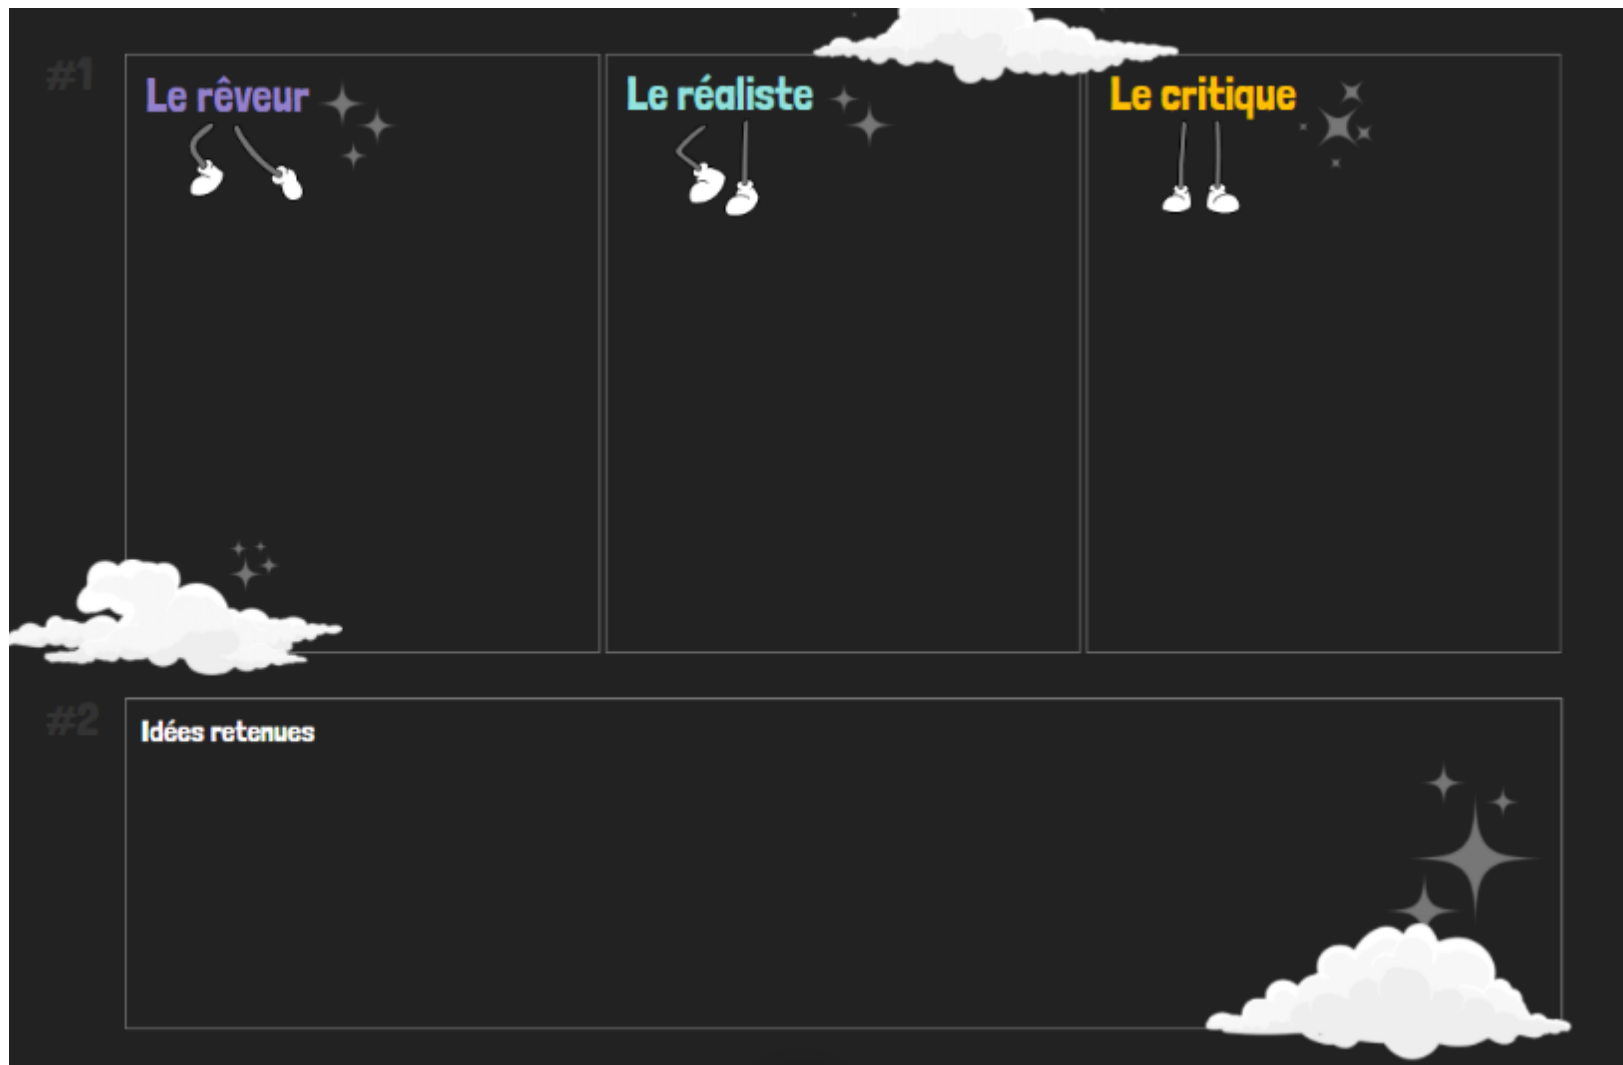 #1
Le rêveur
Le réaliste
Le critique
#2
Idées retenues